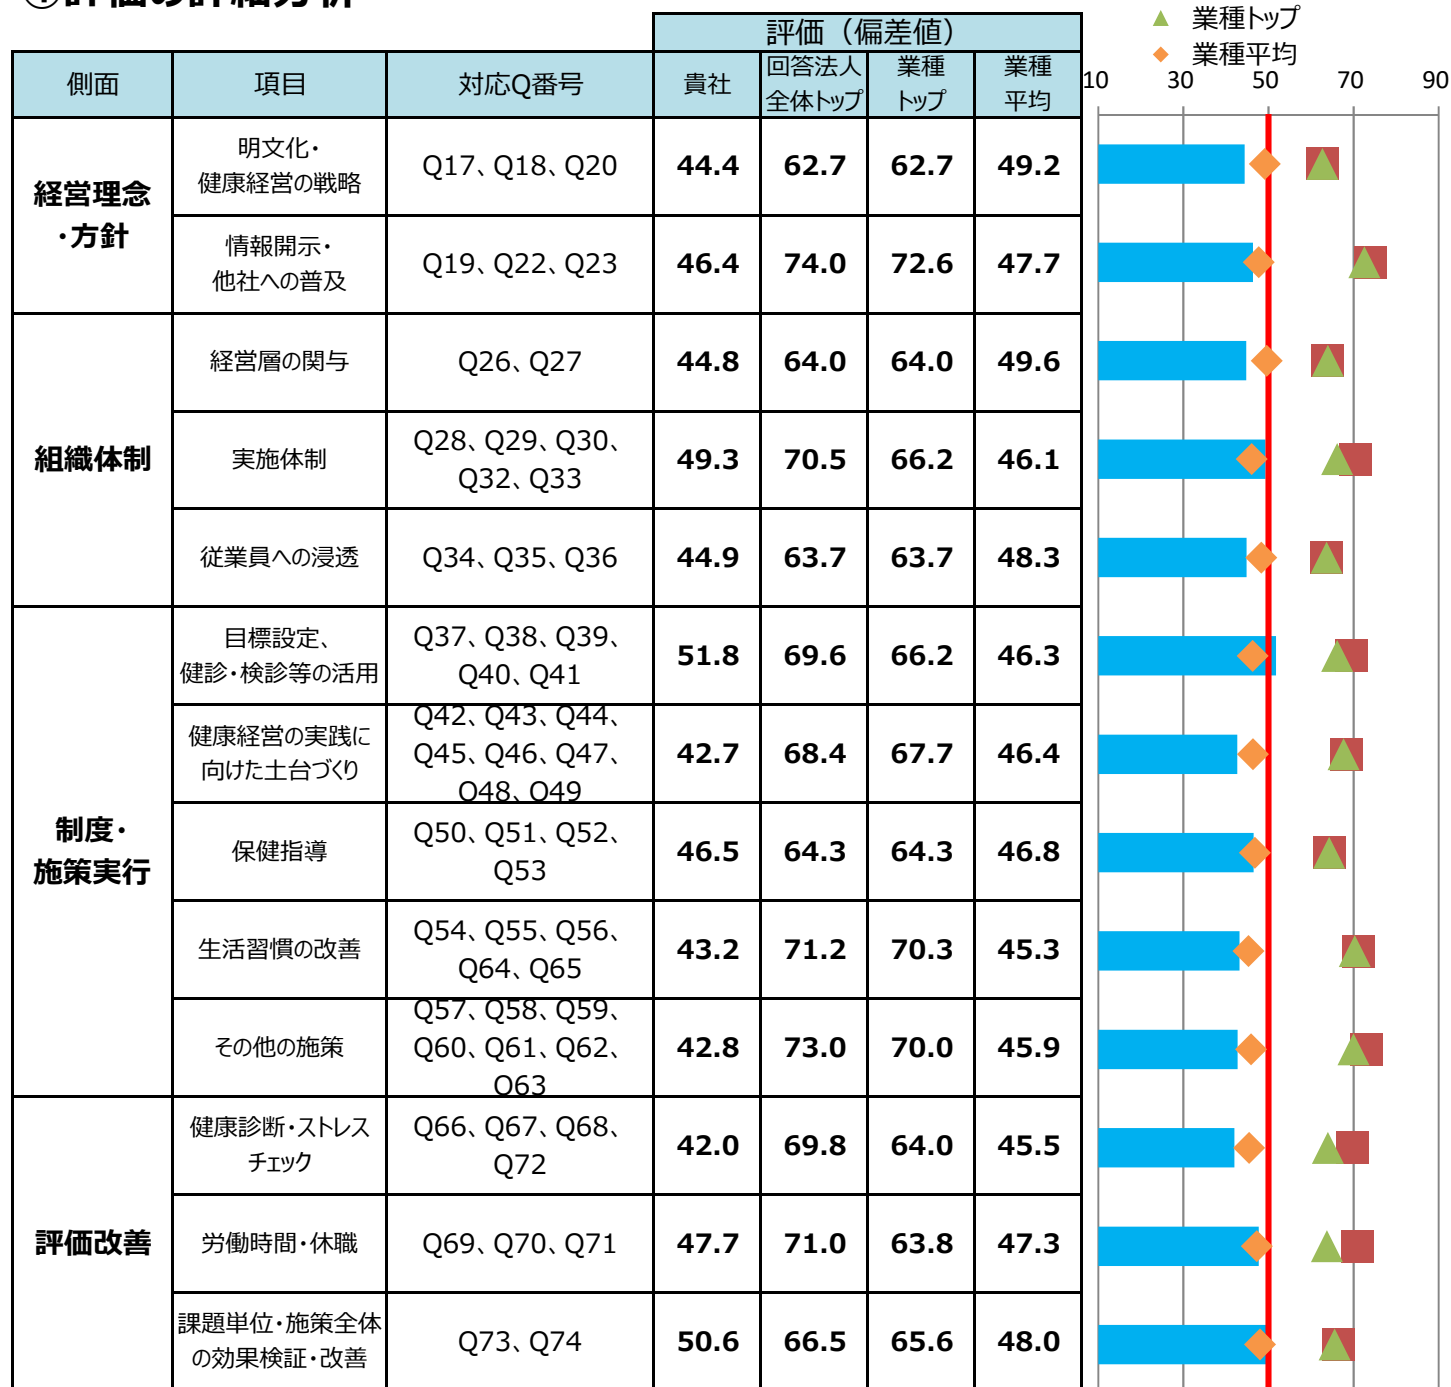 ④評価の詳細分析
▲ 業種トップ
◆ 業種平均
10 30 50 70 90
評価（偏差値）
側面 項目 対応Q番号 貴社 回答法人全体トップ 業種トップ 業種平均
経営理念・方針
明文化・
健康経営の戦略
Q17、Q18、Q20
44.4 62.7 62.7 49.2
情報開示・
他社への普及
Q19、Q22、Q23
46.4 74.0 72.6 47.7
組織体制
経営層の関与
Q26、Q27
44.8 64.0 64.0 49.6
実施体制
Q28、Q29、Q30、
Q32、Q33
49.3 70.5 66.2 46.1
従業員への浸透
Q34、Q35、Q36
44.9 63.7 63.7 48.3
制度・
施策実行
目標設定、
健診・検診等の活用
Q37、Q38、Q39、
Q40、Q41
51.8 69.6 66.2 46.3
健康経営の実践に
向けた土台づくり
Q42、Q43、Q44、
Q45、Q46、Q47、
Q48、Q49
42.7 68.4 67.7 46.4
保健指導
Q50、Q51、Q52、
Q53
46.5 64.3 64.3 46.8
生活習慣の改善
Q54、Q55、Q56、
Q64、Q65
43.2 71.2 70.3 45.3
その他の施策
Q57、Q58、Q59、
Q60、Q61、Q62、
Q63
42.8 73.0 70.0 45.9
評価改善
健康診断・ストレス
チェック
Q66、Q67、Q68、
Q72
42.0 69.8 64.0 45.5
労働時間・休職
Q69、Q70、Q71
47.7 71.0 63.8 47.3
課題単位・施策全体
の効果検証・改善
Q73、Q74
50.6 66.5 65.6 48.0